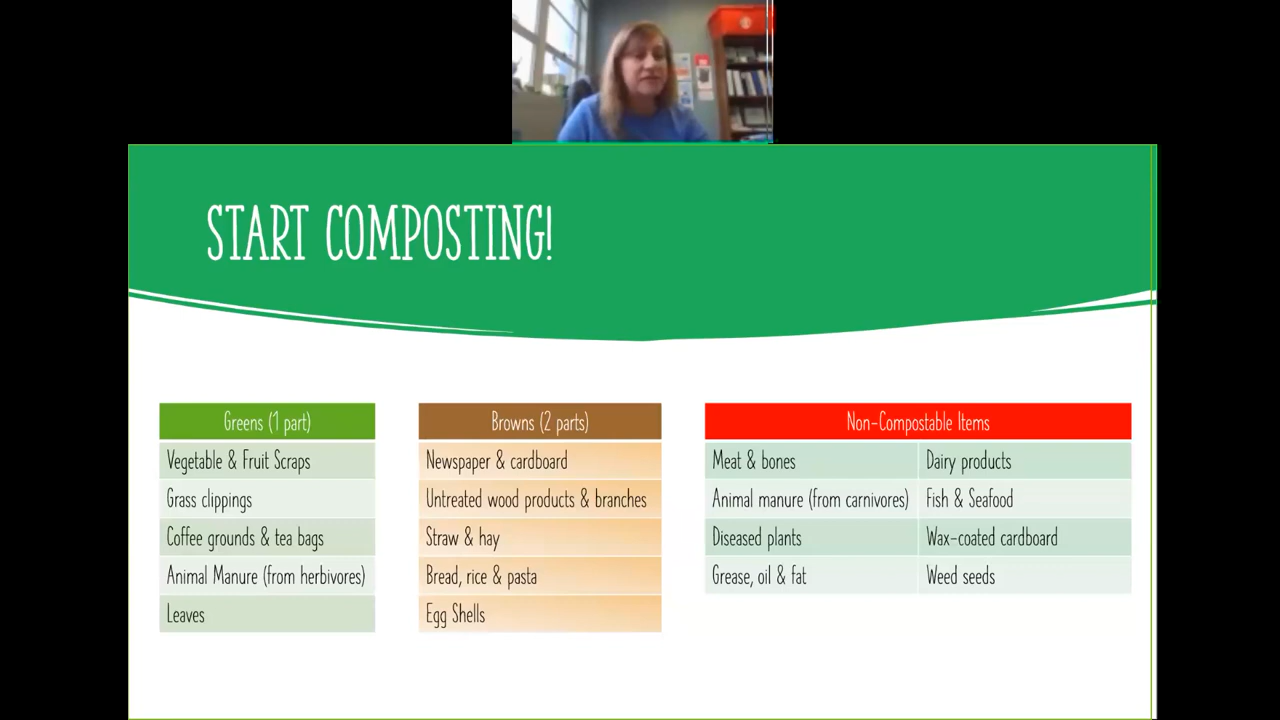 START COMPOSTING!
Greens (1 part)
Vegetable & Fruit Scraps
Grass clippings
Coffee grounds & tea bags
Animal Manure (from herbivores)
Leaves
Browns (2 parts)
Newspaper & cardboard
Untreated wood products & branches
Straw & hay
Bread, rice & pasta
Egg Shells
Non-Compostable Items
Meat & bones
Dairy products
Animal manure (from carnivores)
Fish & Seafood
Diseased plants
Wax-coated cardboard
Grease, oil & fat
Weed seeds